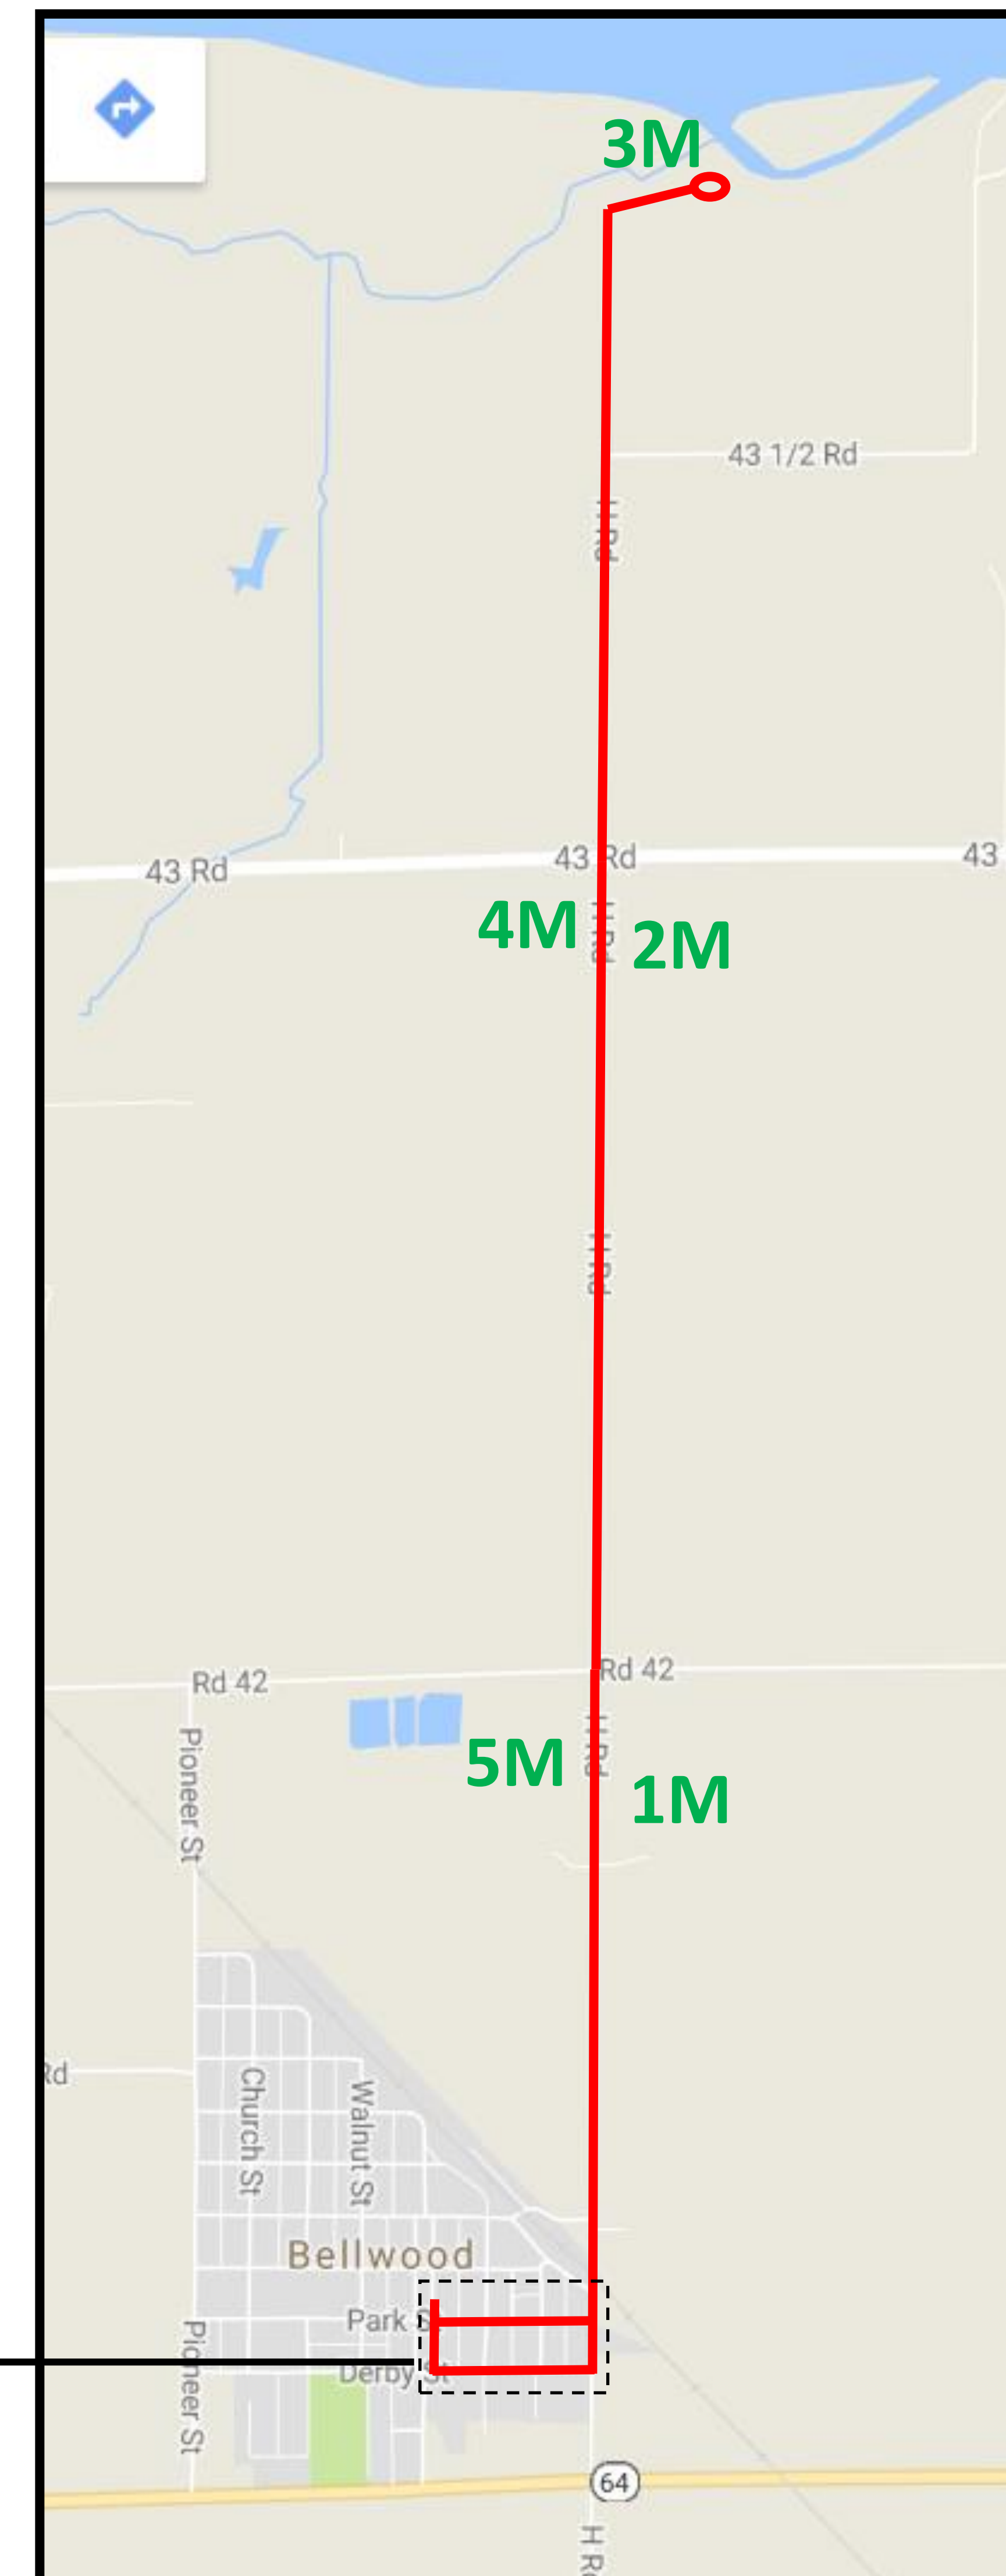 3M
43 1/2 Rd
H Rd
43 Rd
43 Rd
43
4M
H Rd
2M
H Rd
Rd 42
Rd 42
Pioneer St
H Rd
5M
1M
Rd
Church St
Walnut St
Bellwood
Park St
Pioneer St
Derby St
64
H Rd